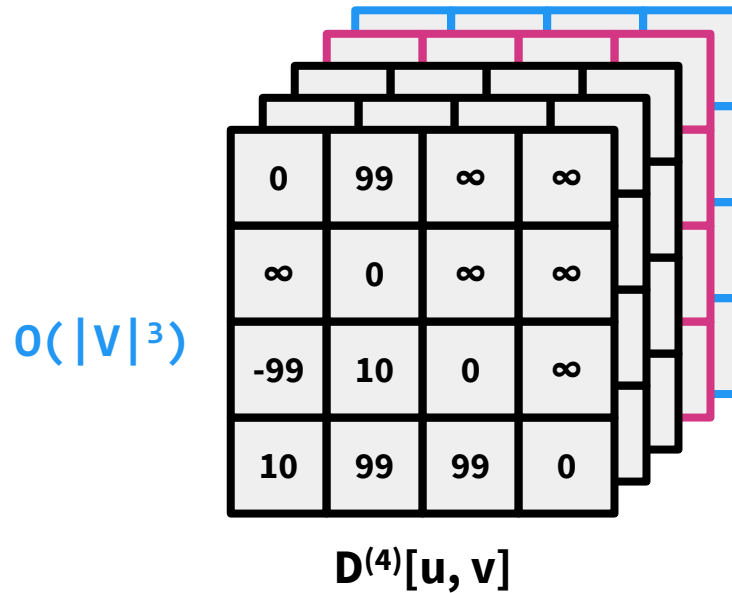 0 99 ∞ ∞
∞ 0 ∞ ∞
O(|V|³)
-99 10 0 ∞
10 99 99 0
D⁽⁴⁾[u, v]